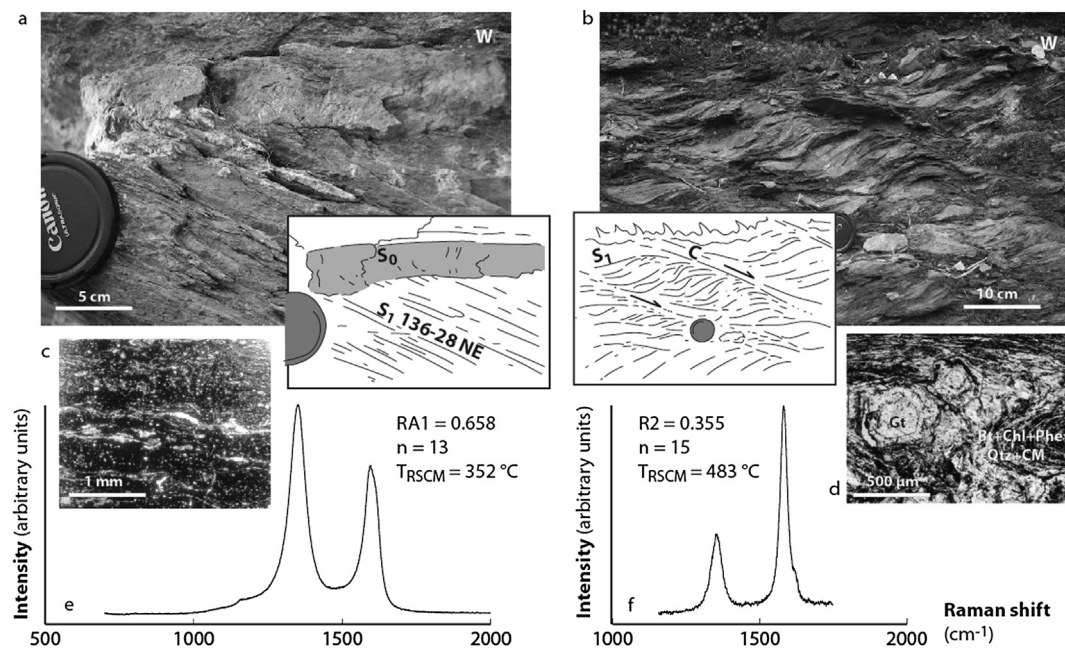 a
W
Canon
ULTRASONIC
5 cm
b
W
10 cm
S0
S1 136-28 NE
S1
C
c
1 mm
Gt
Bt+Chl+Phe+
Qtz+CM
d
500 µm
Intensity (arbitrary units)
RA1 = 0.658
n = 13
TRSCM = 352 °C
e
500
1000
1500
2000
Intensity (arbitrary units)
R2 = 0.355
n = 15
TRSCM = 483 °C
f
1000
1500
2000
Raman shift
(cm-1)